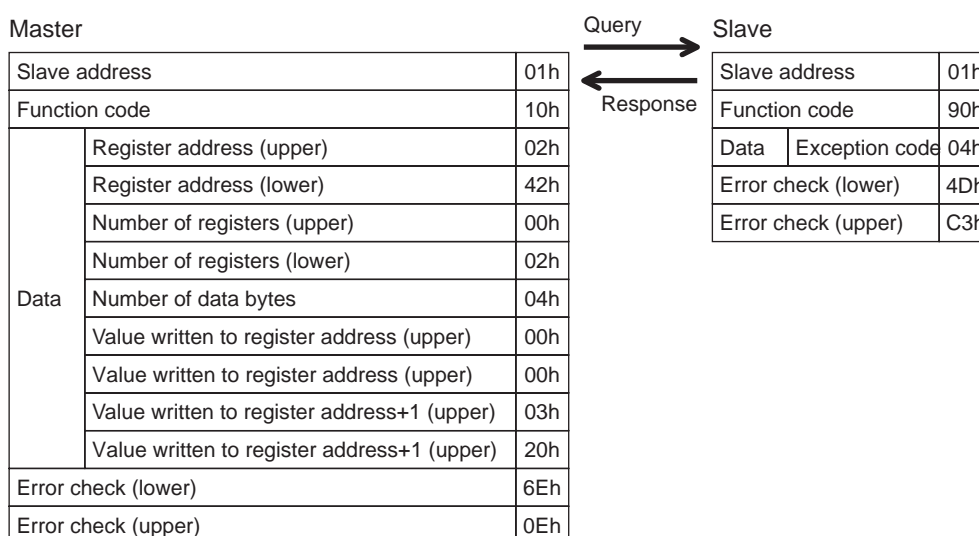 Master
Query
Slave
Response
Slave address 01h
Function code 10h
Data
Register address (upper) 02h
Register address (lower) 42h
Number of registers (upper) 00h
Number of registers (lower) 02h
Number of data bytes 04h
Value written to register address (upper) 00h
Value written to register address (upper) 00h
Value written to register address+1 (upper) 03h
Value written to register address+1 (upper) 20h
Error check (lower) 6Eh
Error check (upper) 0Eh
Slave address 01h
Function code 90h
Data Exception code 04h
Error check (lower) 4Dh
Error check (upper) C3h